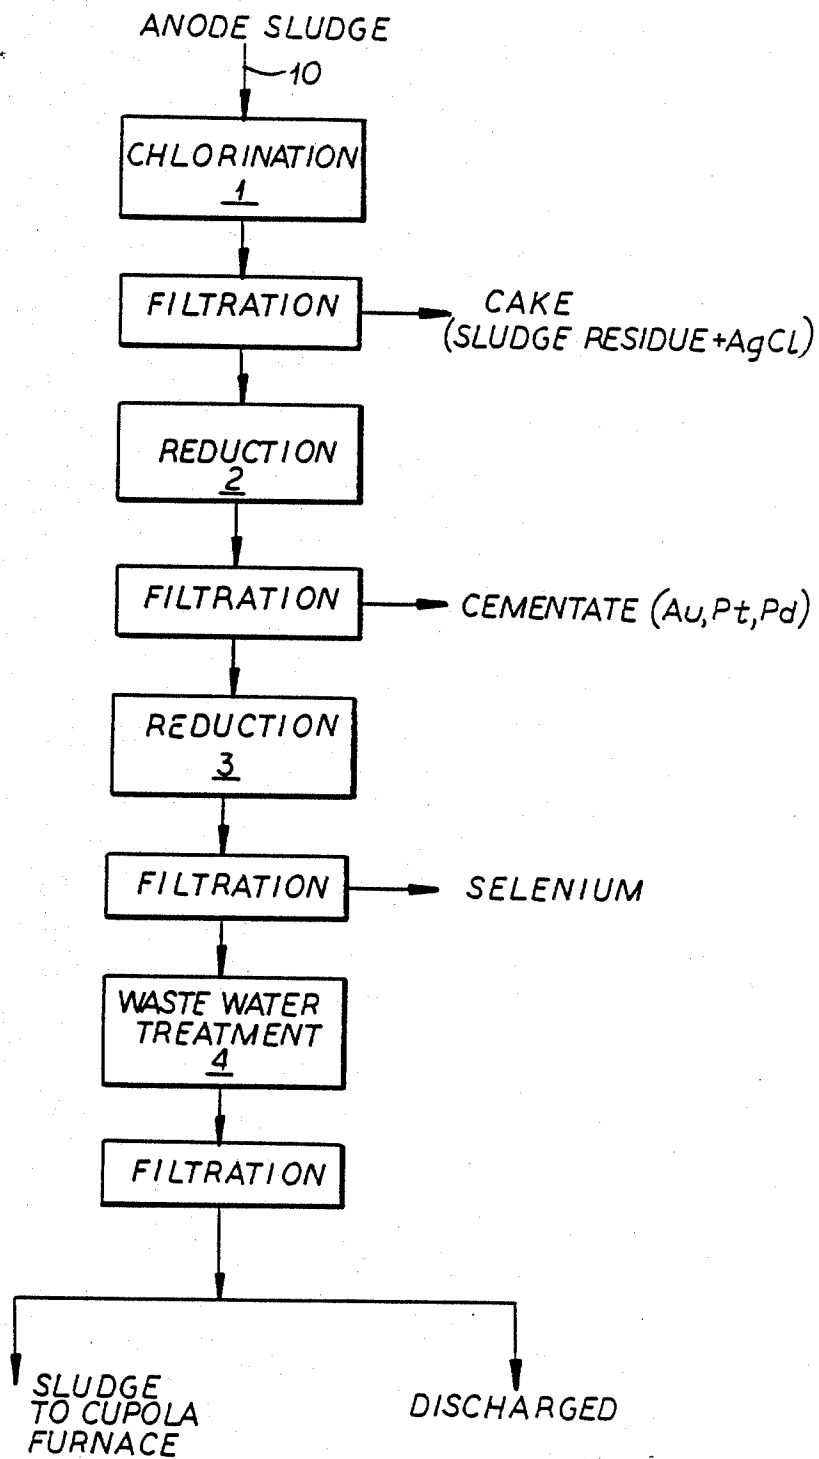 ANODE SLUDGE
10
CHLORINATION
1
FILTRATION
CAKE
(SLUDGE RESIDUE+AgCl)
REDUCTION
2
FILTRATION
CEMENTATE (Au,Pt,Pd)
REDUCTION
3
FILTRATION
SELENIUM
WASTE WATER
TREATMENT
4
FILTRATION
SLUDGE
TO CUPOLA
FURNACE
DISCHARGED